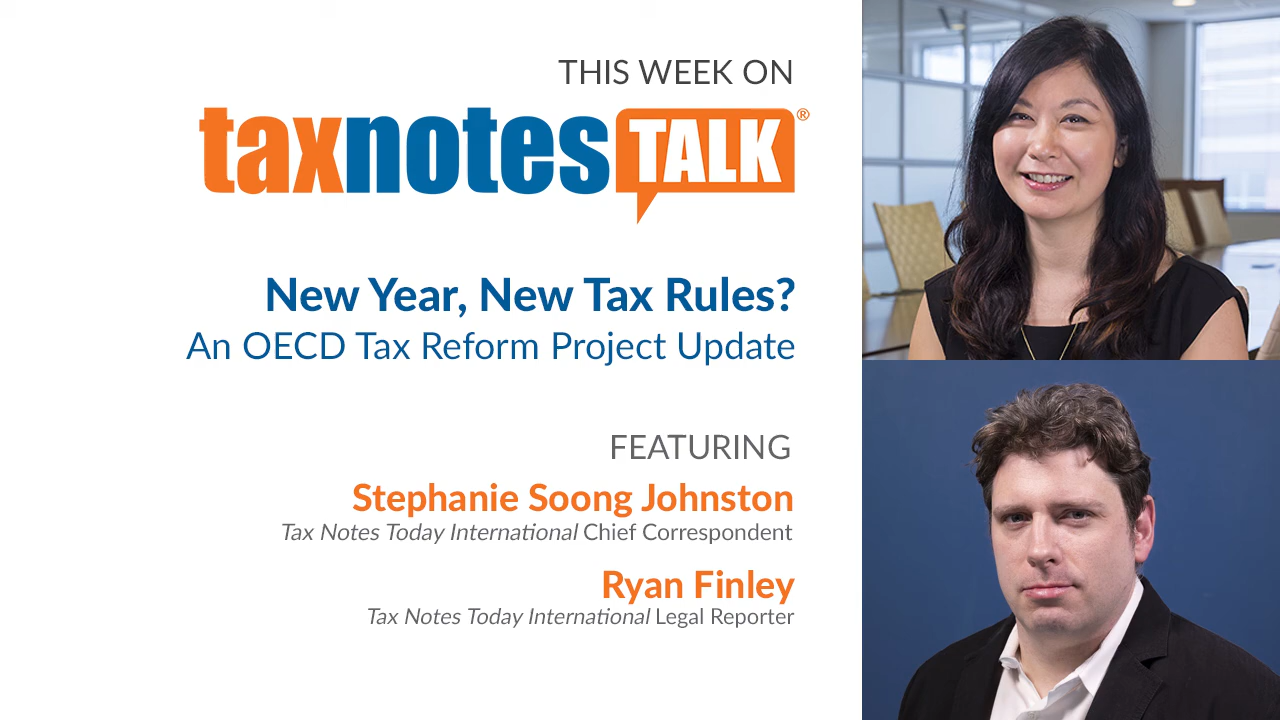 THIS WEEK ON
taxnotes TALK®
New Year, New Tax Rules?
An OECD Tax Reform Project Update
FEATURING
Stephanie Soong Johnston
Tax Notes Today International Chief Correspondent
Ryan Finley
Tax Notes Today International Legal Reporter